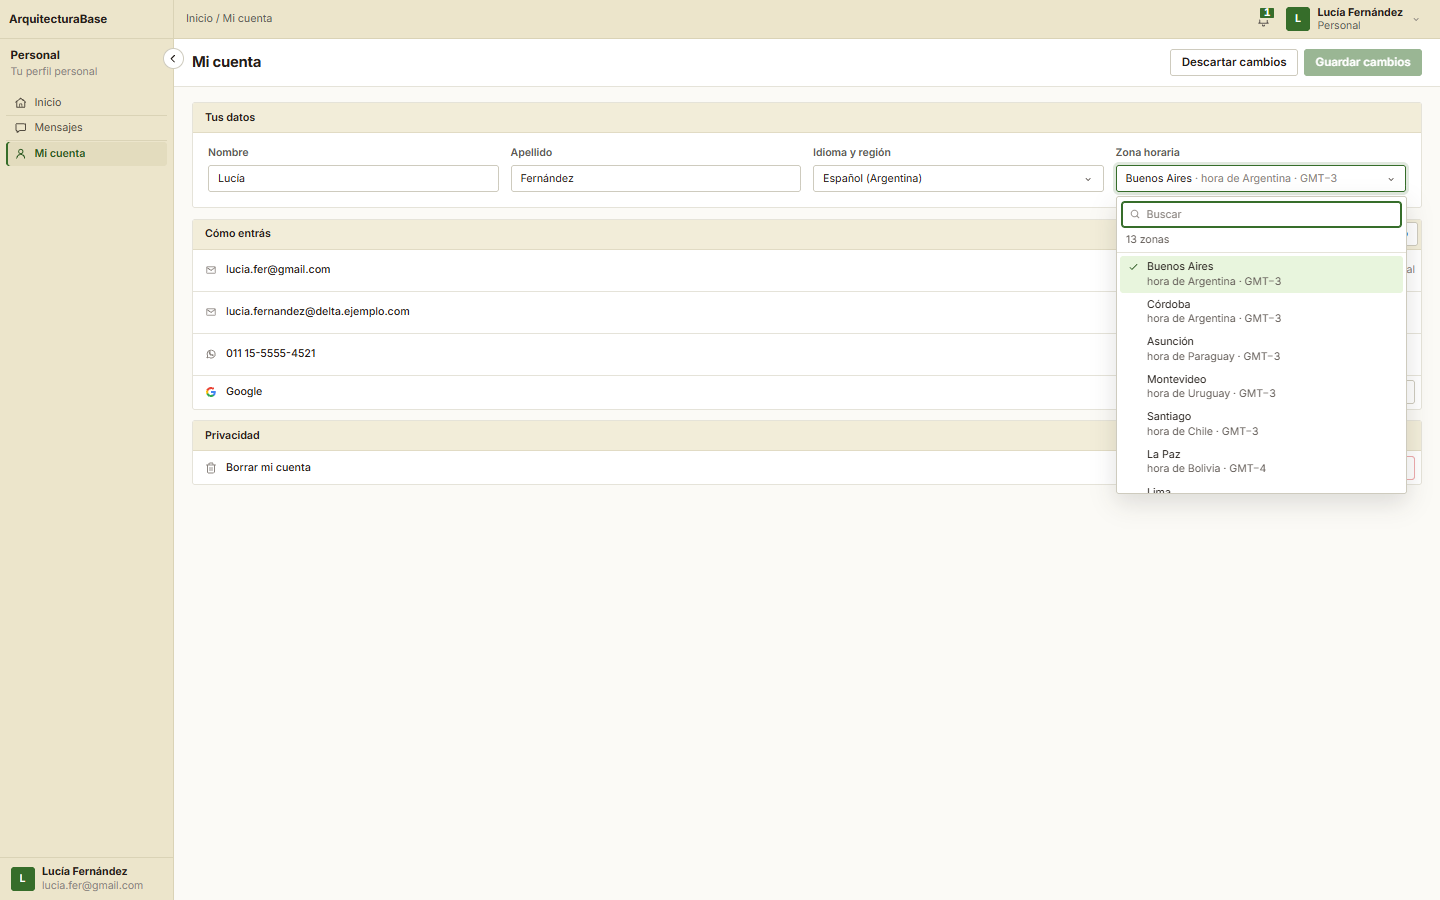 ArquitecturaBase
Inicio / Mi cuenta
1
L
Lucía Fernández
Personal
Personal
Tu perfil personal
Inicio
Mensajes
Mi cuenta
Mi cuenta
Descartar cambios
Guardar cambios
Tus datos
Nombre
Lucía
Apellido
Fernández
Idioma y región
Español (Argentina)
Zona horaria
Buenos Aires · hora de Argentina · GMT−3
Buscar
13 zonas
Buenos Aires
hora de Argentina · GMT−3
Córdoba
hora de Argentina · GMT−3
Asunción
hora de Paraguay · GMT−3
Montevideo
hora de Uruguay · GMT−3
Santiago
hora de Chile · GMT−3
La Paz
hora de Bolivia · GMT−4
Lima
Cómo entrás
lucia.fer@gmail.com
al
lucia.fernandez@delta.ejemplo.com
011 15-5555-4521
Google
Privacidad
Borrar mi cuenta
L
Lucía Fernández
lucia.fer@gmail.com